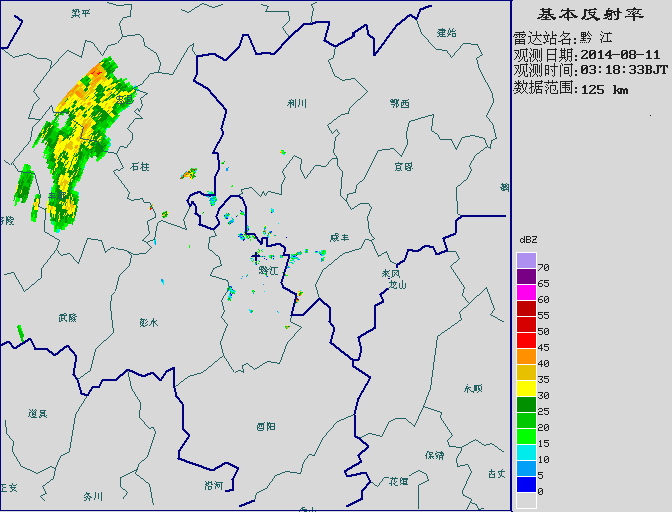 基本反射率
雷达站名:黔 江
观测日期:2014-08-11
观测时间:03:18:33BJT
数据范围:125 km
梁平
建始
利川
鄂西
石柱
宣恩
咸丰
黔江
来凤
龙山
武隆
彭水
永顺
道真
酉阳
保靖
吉丈
正安
务川
沿河
花垣
dBZ
70
65
60
55
50
45
40
35
30
25
20
15
10
5
0